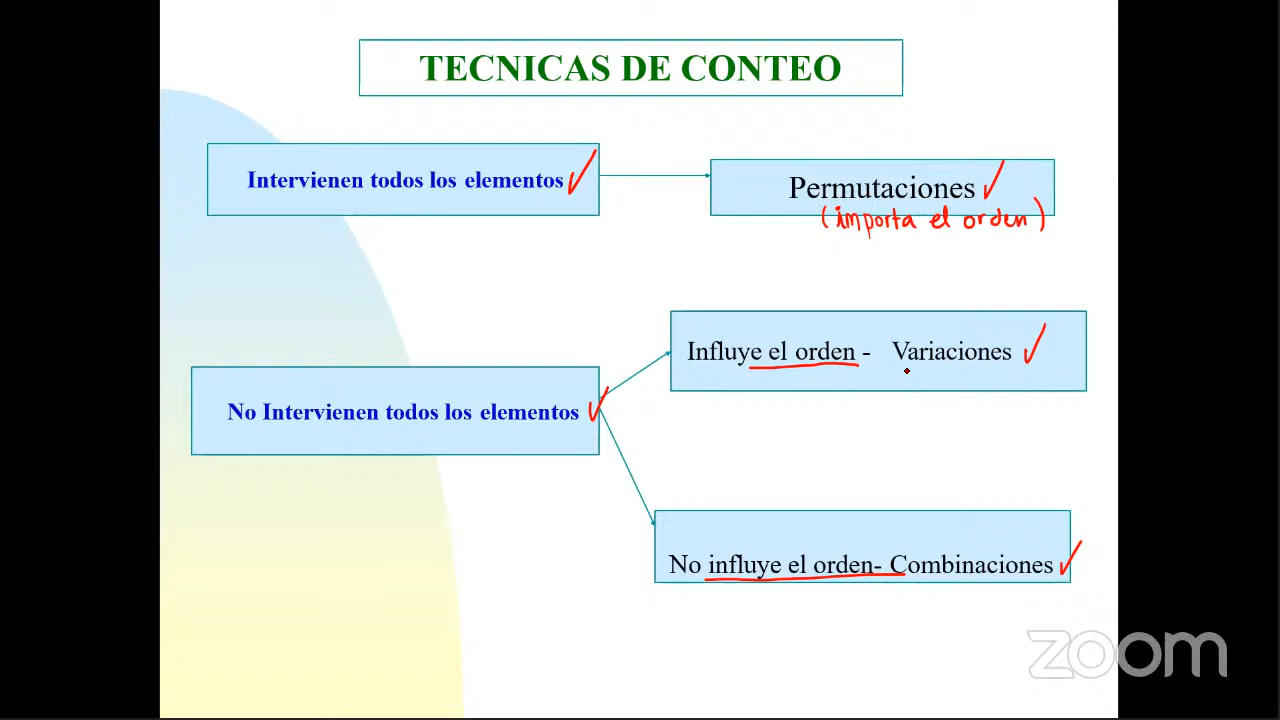 TECNICAS DE CONTEO
Intervienen todos los elementos
Permutaciones
(importa el orden)
Influye el orden - Variaciones
No Intervienen todos los elementos
No influye el orden- Combinaciones
zoom